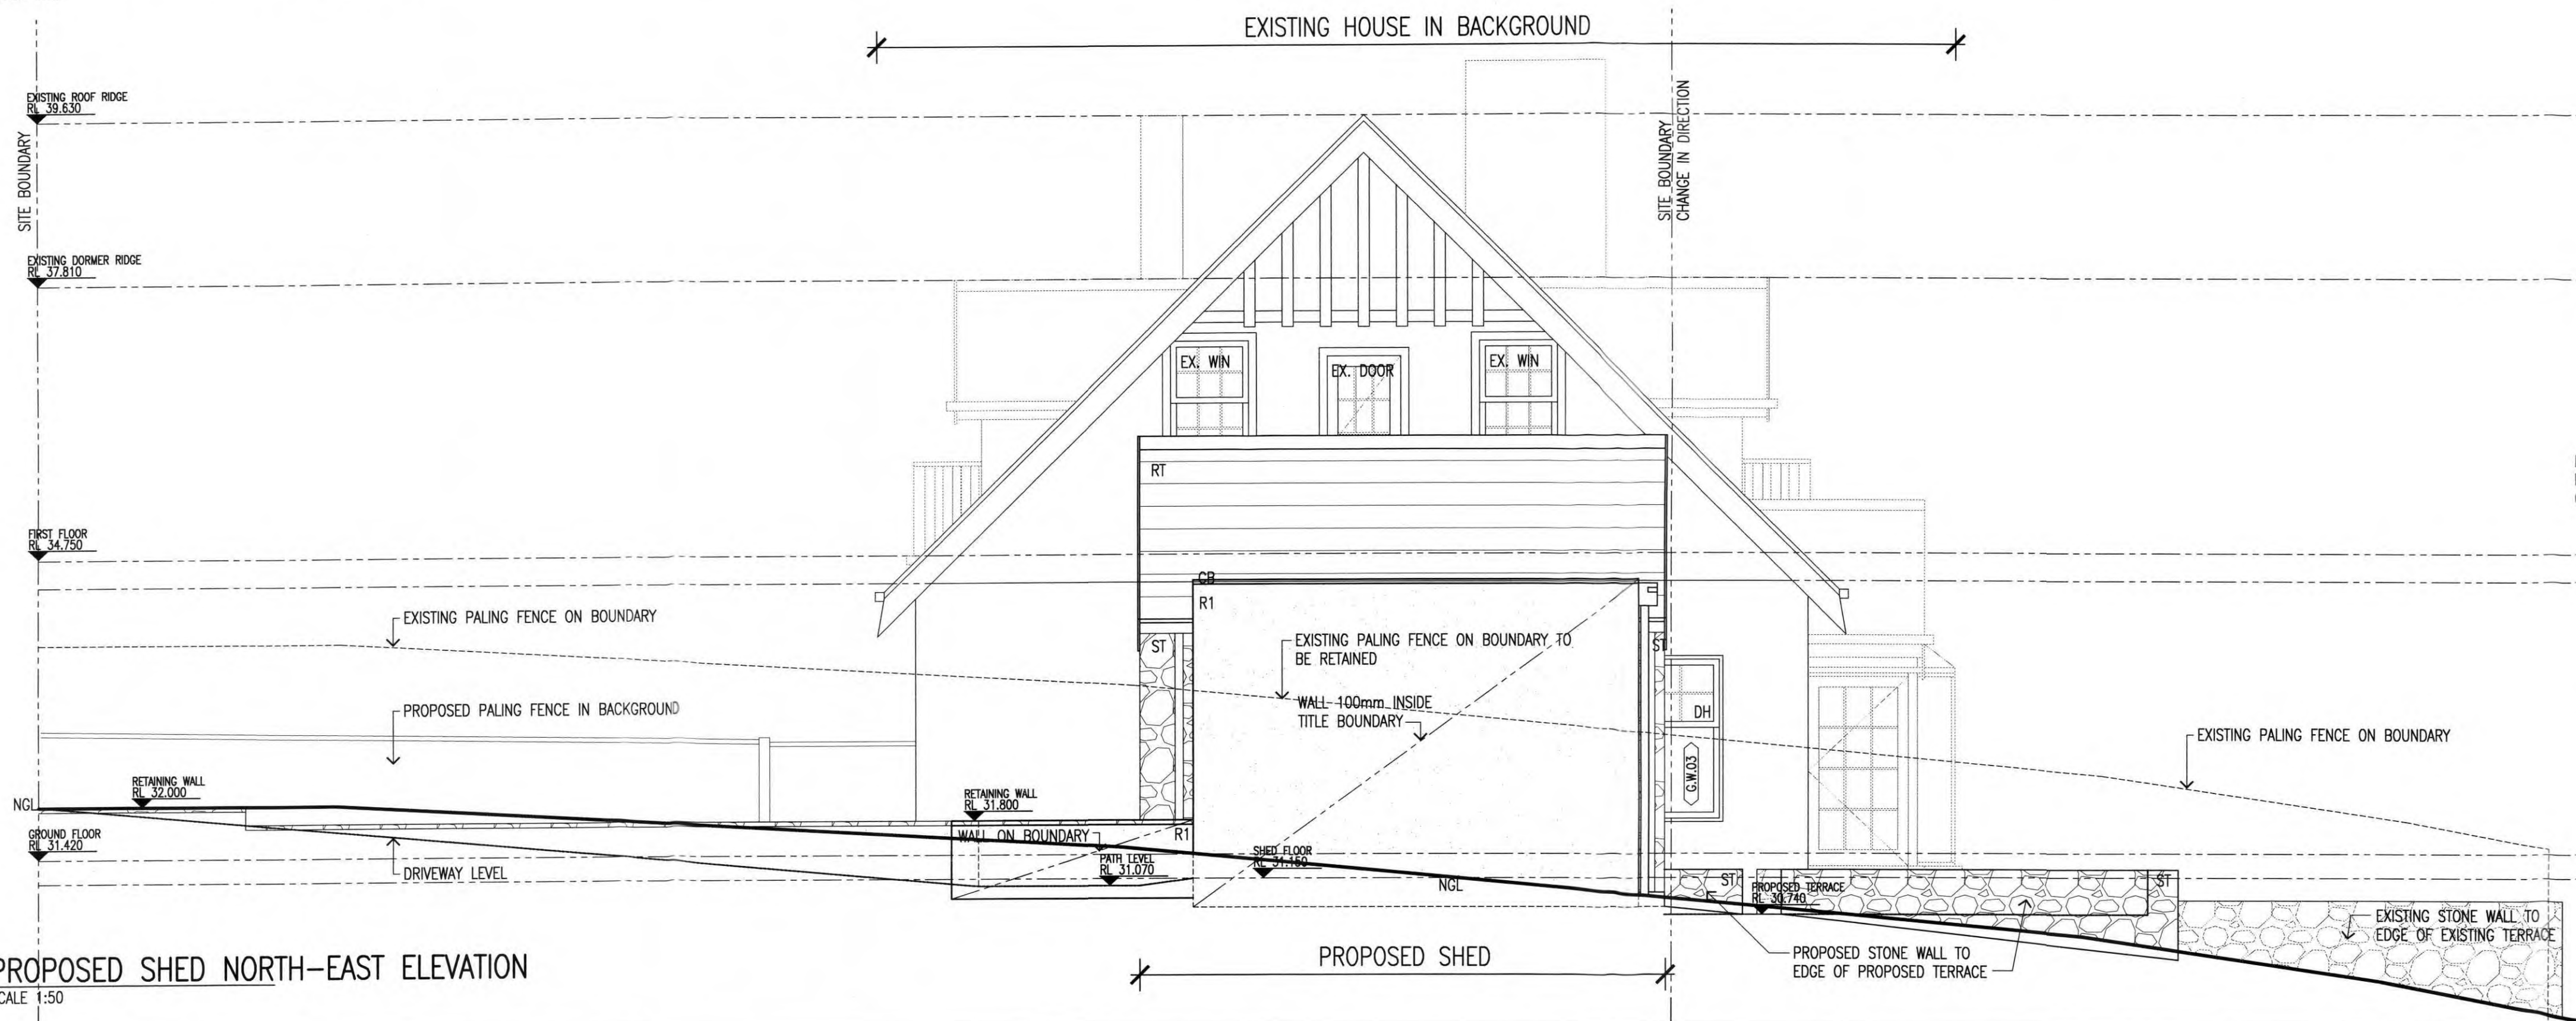 EXISTING HOUSE IN BACKGROUND
EXISTING ROOF RIDGE
RL 39.630
SITE BOUNDARY
SITE BOUNDARY
CHANGE IN DIRECTION
EXISTING DORMER RIDGE
RL 37.810
EX. WIN
EX. DOOR
EX. WIN
RT
FIRST FLOOR
RL 34.750
CB
R1
EXISTING PALING FENCE ON BOUNDARY
EXISTING PALING FENCE ON BOUNDARY TO
BE RETAINED
ST
ST
WALL 100mm INSIDE
TITLE BOUNDARY
PROPOSED PALING FENCE IN BACKGROUND
DH
G.W.03
EXISTING PALING FENCE ON BOUNDARY
RETAINING WALL
RL 32.000
NGL
RETAINING WALL
RL 31.800
GROUND FLOOR
RL 31.420
WALL ON BOUNDARY
R1
PATH LEVEL
RL 31.070
SHED FLOOR
RL 31.150
NGL
DRIVEWAY LEVEL
ST
PROPOSED TERRACE
RL 30.740
ST
EXISTING STONE WALL TO
EDGE OF EXISTING TERRACE
PROPOSED STONE WALL TO
EDGE OF PROPOSED TERRACE
PROPOSED SHED
PROPOSED SHED NORTH-EAST ELEVATION
SCALE 1:50